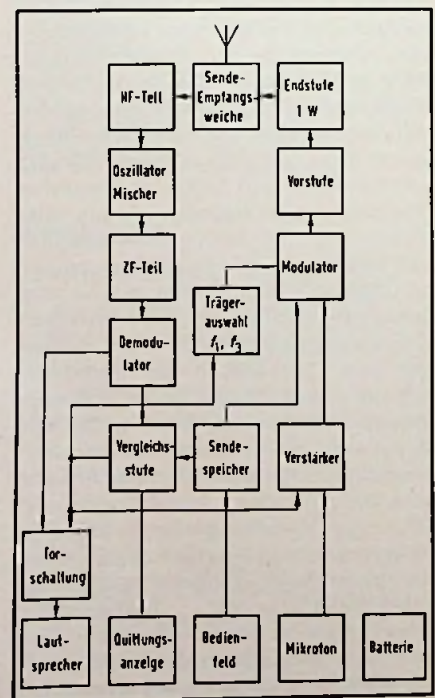 HF-Teil
Sende-
Empfangs-
weiche
Endstufe
1 W
Oszillator
Mischer
Vorstufe
ZF-Teil
Modulator
Träger-
auswahl
f₁, f₃
Demodu-
lator
Vergleichs-
stufe
Sende-
speicher
Verstärker
Tor-
schaltung
Laut-
sprecher
Quittungs-
anzeige
Bedien-
feld
Mikrofon
Batterie